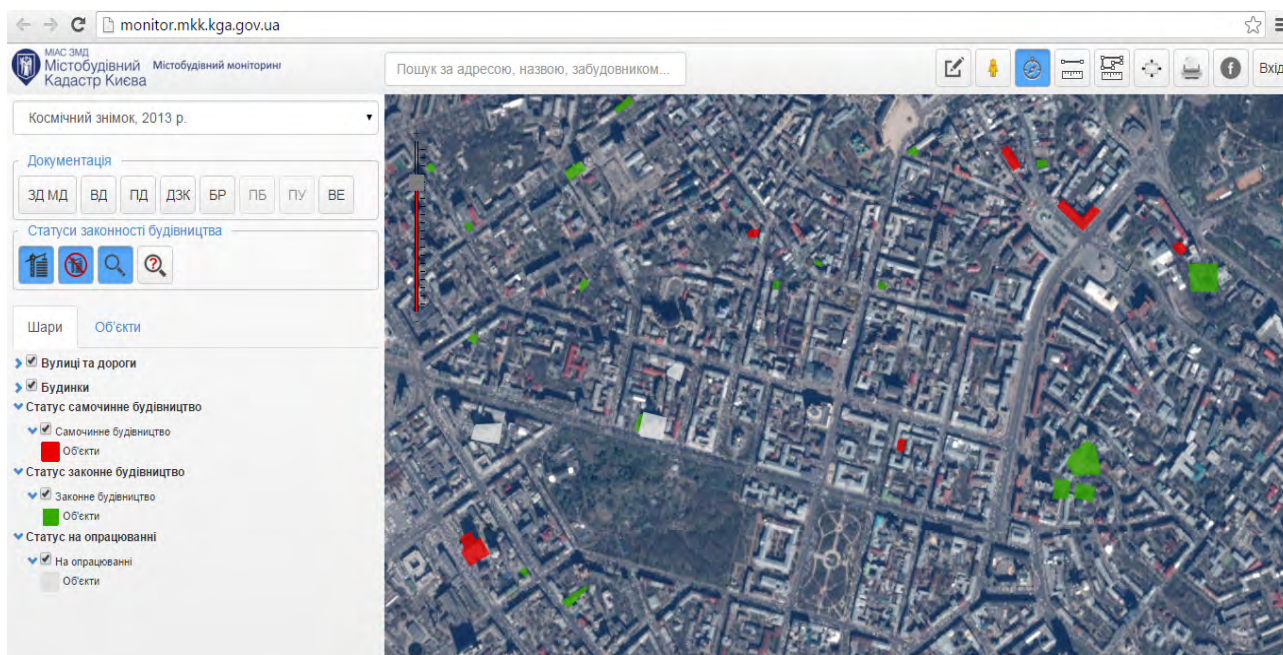 monitor.mkk.kga.gov.ua
МІАС ЗМД
Містобудівний
Кадастр Києва
Містобудівний моніторинг
Пошук за адресою, назвою, забудовником...
Вхід
Космічний знімок, 2013 р.
Документація
ЗД МД ВД ПД ДЗК БР ПБ ПУ ВЕ
Статуси законності будівництва
Шари Об'єкти
Вулиці та дороги
Будинки
Статус самочинне будівництво
Самочинне будівництво
Об'єкти
Статус законне будівництво
Законне будівництво
Об'єкти
Статус на опрацюванні
На опрацюванні
Об'єкти